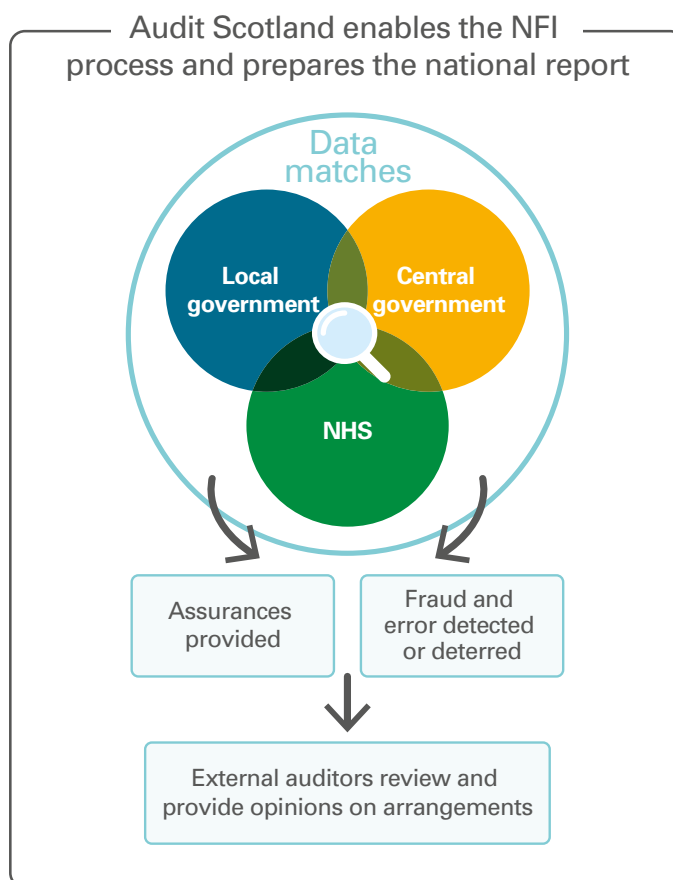 Audit Scotland enables the NFI
process and prepares the national report
Data
matches
Local
government
Central
government
NHS
Assurances
provided
Fraud and
error detected
or deterred
External auditors review and
provide opinions on arrangements